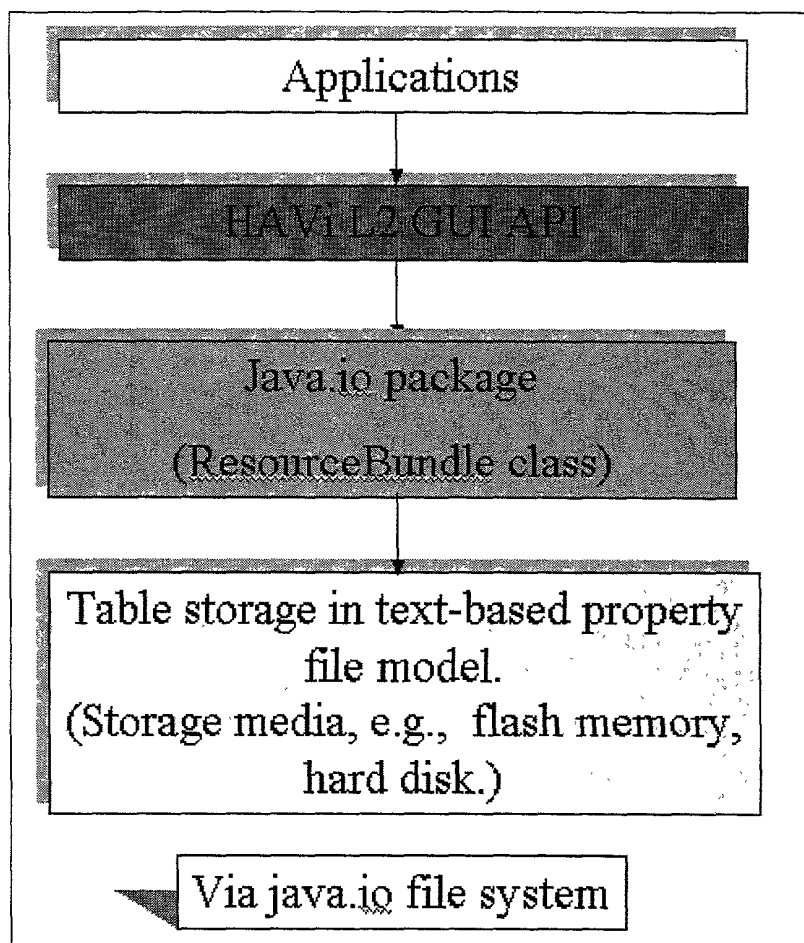 Applications
HAVi L2 GUI API
Java.io package
(ResourceBundle class)
Table storage in text-based property
file model.
(Storage media, e.g., flash memory,
hard disk.)
Via java.io file system